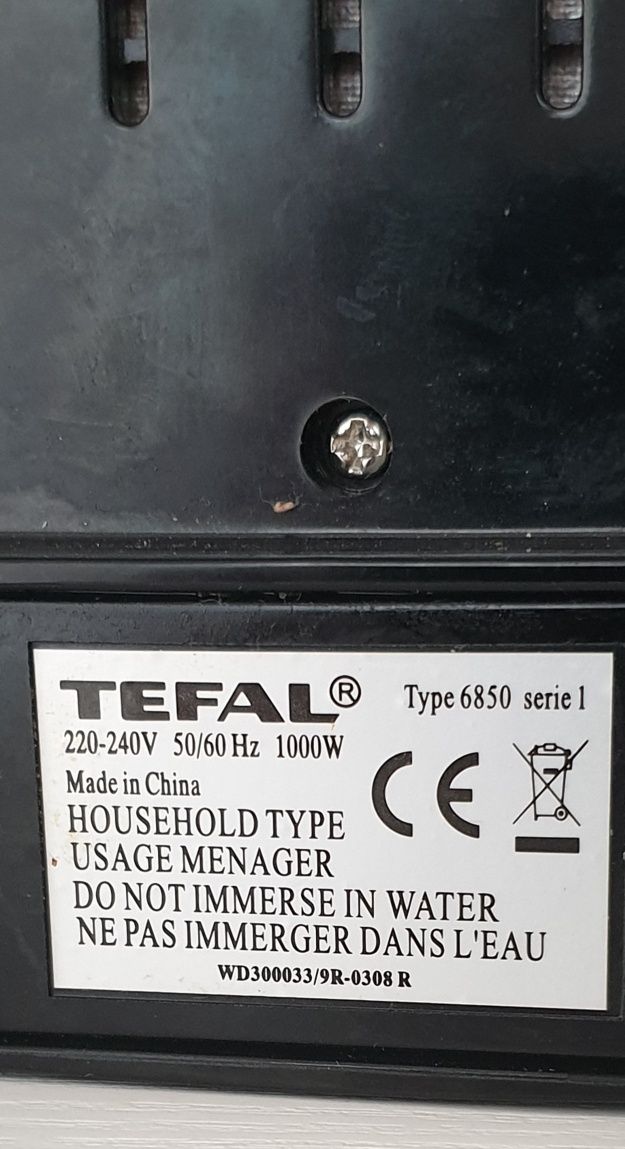 TEFAL® Type 6850 serie 1
220-240V 50/60 Hz 1000W
Made in China
CE
HOUSEHOLD TYPE
USAGE MENAGER
DO NOT IMMERSE IN WATER
NE PAS IMMERGER DANS L'EAU
WD300033/9R-0308 R